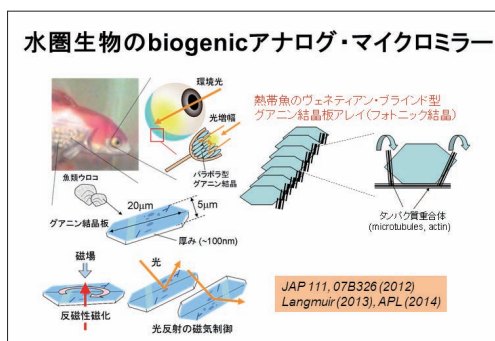 水圏生物のbiogenicアナログ・マイクロミラー
環境光
光増幅
パラボラ型
グアニン結晶
魚類ウロコ
グアニン結晶板
20μm
5μm
厚み (~100nm)
磁場
反磁性磁化
光
光反射の磁気制御
熱帯魚のヴェネティアン・ブラインド型
グアニン結晶板アレイ(フォトニック結晶)
タンパク質重合体
(microtubules, actin)
JAP 111, 07B326 (2012)
Langmuir (2013), APL (2014)